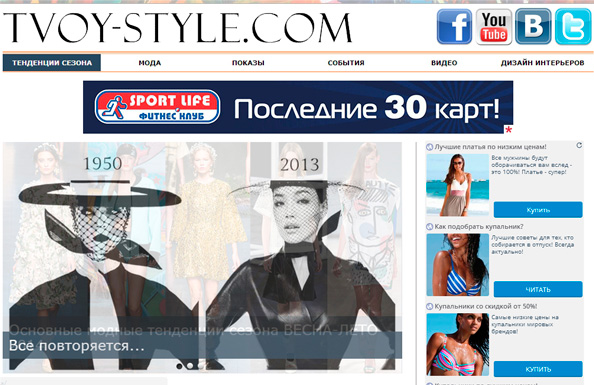 TVOY-STYLE.COM
f You Tube B t
ТЕНДЕНЦИИ СЕЗОНА МОДА ПОКАЗЫ СОБЫТИЯ ВИДЕО ДИЗАЙН ИНТЕРЬЕРОВ
SPORT LIFE
ФИТНЕС КЛУБ
Последние 30 карт!
*
1950 2013
Основные модные тенденции сезона ВЕСНА-ЛЕТО
Всё повторяется...
Лучшие платья по низким ценам!
Все мужчины будут
оборачиваться вам вслед -
это 100%! Платье - супер!
Купить
Как подобрать купальник?
Лучшие советы для тех, кто
собирается в отпуск! Всегда
актуально!
ЧИТАТЬ
Купальники со скидкой от 50%!
Самые низкие цены на
купальники мировых
брендов!
Купить